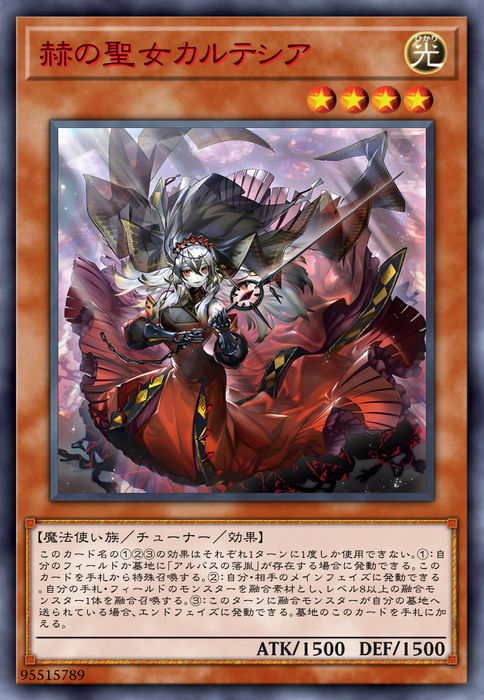 赫の聖女カルテシア
ひかり
光
【魔法使い族／チューナー／効果】
このカード名の①②③の効果はそれぞれ1ターンに1度しか使用できない。①：自
分のフィールドか墓地に「アルバスの落胤」が存在する場合に発動できる。この
カードを手札から特殊召喚する。②：自分・相手のメインフェイズに発動できる
。自分の手札・フィールドのモンスターを融合素材とし、レベル8以上の融合モン
スター1体を融合召喚する。③：このターンに融合モンスターが自分の墓地へ
送られている場合、エンドフェイズに発動できる。墓地のこのカードを手札に加
える。
ATK/1500 DEF/1500
95515789